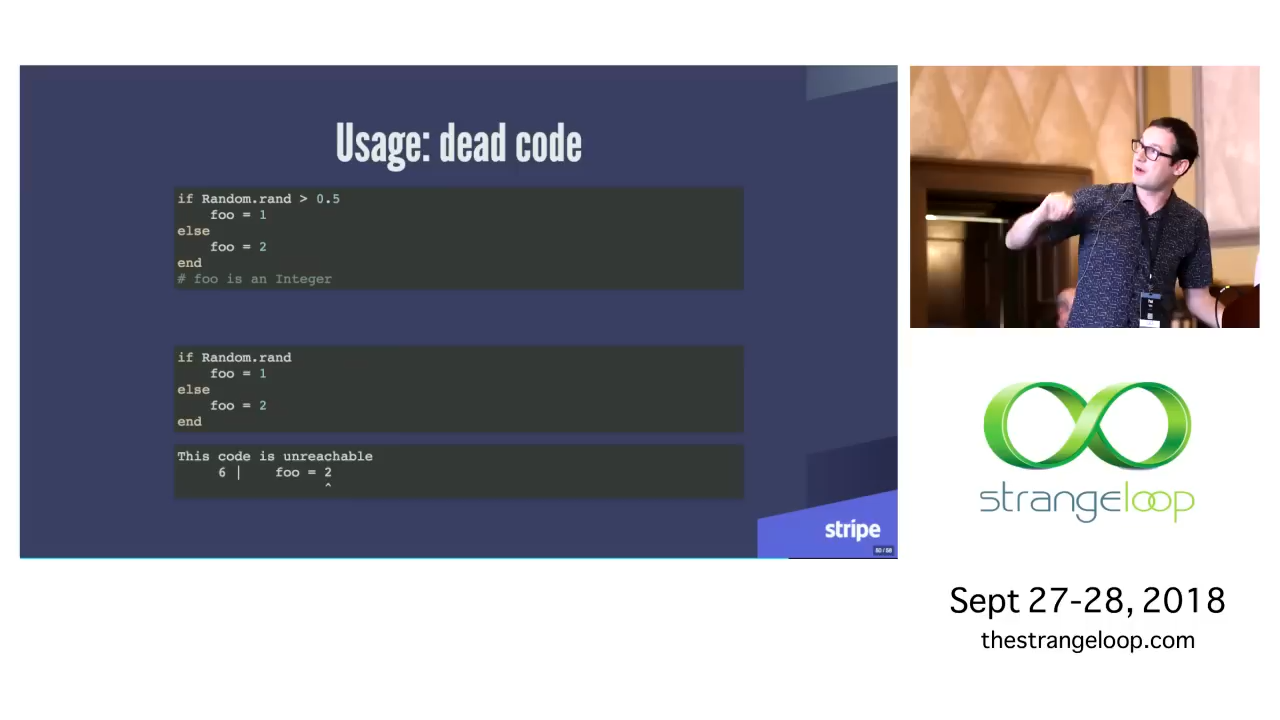 Usage: dead code
if Random.rand > 0.5
    foo = 1
else
    foo = 2
end
# foo is an Integer
if Random.rand
    foo = 1
else
    foo = 2
end
This code is unreachable
     6 |    foo = 2
                  ^
stripe
strangeloop
Sept 27-28, 2018
thestrangeloop.com